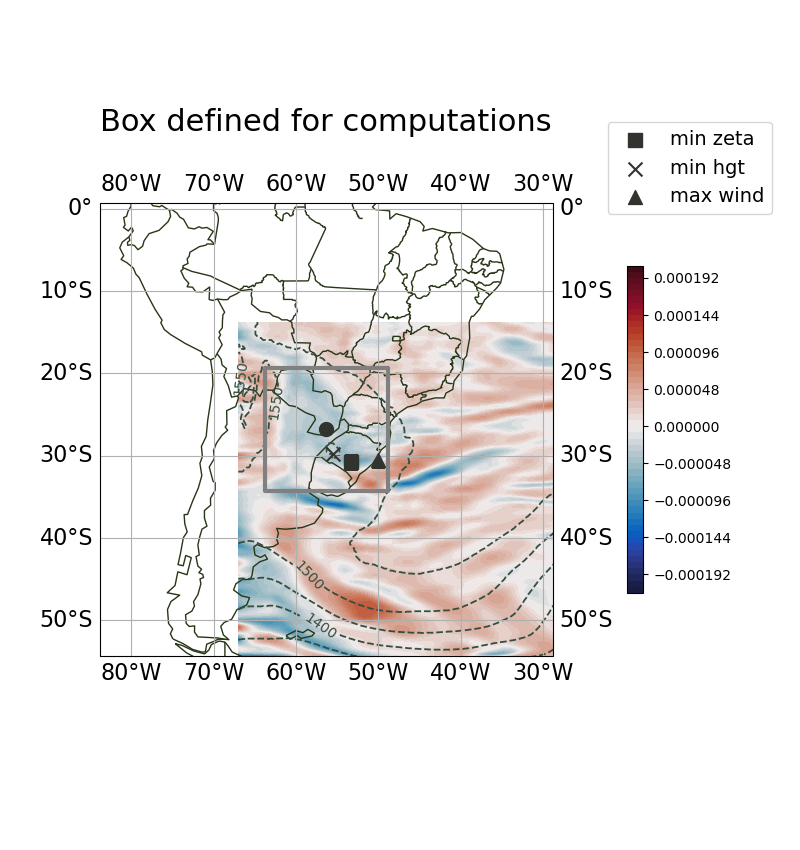 Box defined for computations
min zeta
min hgt
max wind
80°W 70°W 60°W 50°W 40°W 30°W
0° 0°
10°S 10°S
20°S 20°S
30°S 30°S
40°S 40°S
50°S 50°S
80°W 70°W 60°W 50°W 40°W 30°W
1550
1550
1500
1400
0.000192
0.000144
0.000096
0.000048
0.000000
−0.000048
−0.000096
−0.000144
−0.000192